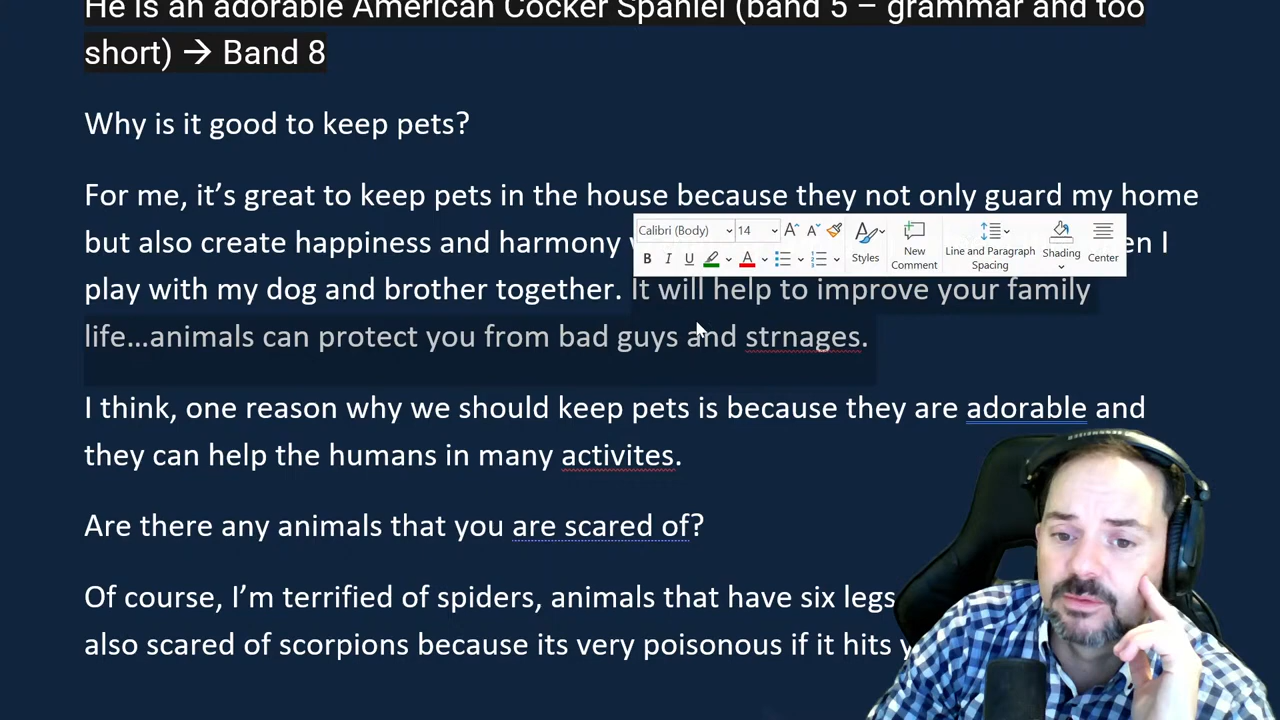 He is an adorable American Cocker Spaniel (band 5 – grammar and too
short) → Band 8
Why is it good to keep pets?
For me, it's great to keep pets in the house because they not only guard my home
but also create happiness and harmony
I
Calibri (Body) 14
B I U A Styles New Comment Line and Paragraph Spacing Shading Center
play with my dog and brother together. It will help to improve your family
life...animals can protect you from bad guys and strnages.
I think, one reason why we should keep pets is because they are adorable and
they can help the humans in many activites.
Are there any animals that you are scared of?
Of course, I'm terrified of spiders, animals that have six legs
also scared of scorpions because its very poisonous if it hits